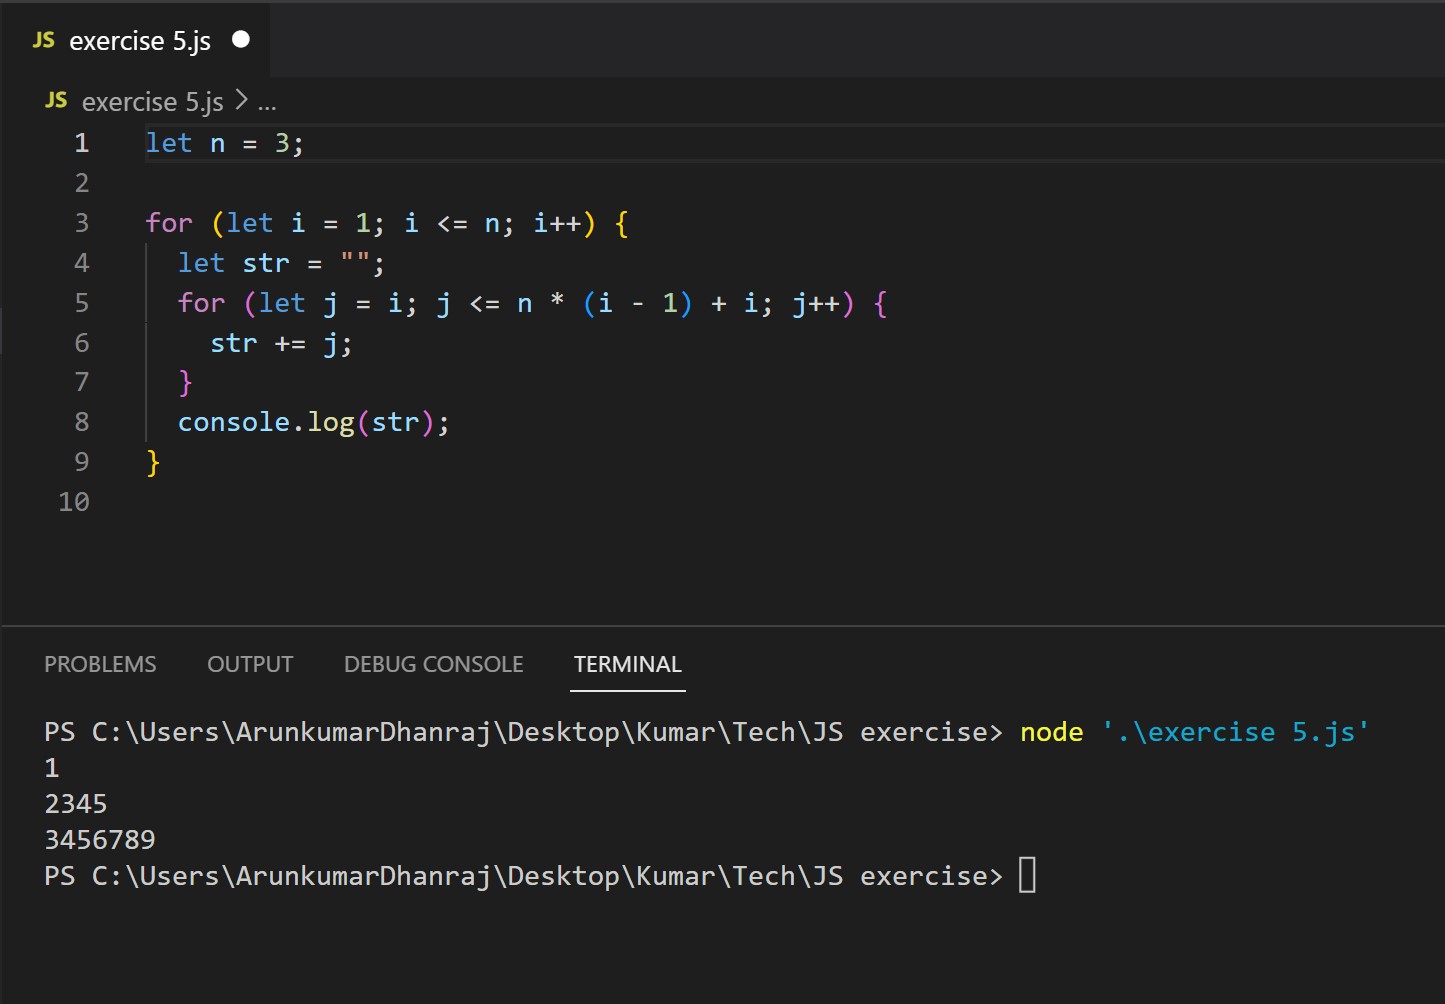 JS exercise 5.js
JS exercise 5.js > ...
1 let n = 3;
2
3 for (let i = 1; i <= n; i++) {
4   let str = "";
5   for (let j = i; j <= n * (i - 1) + i; j++) {
6     str += j;
7   }
8   console.log(str);
9 }
10
PROBLEMS OUTPUT DEBUG CONSOLE TERMINAL
PS C:\Users\ArunkumarDhanraj\Desktop\Kumar\Tech\JS exercise> node '.\exercise 5.js'
1
2345
3456789
PS C:\Users\ArunkumarDhanraj\Desktop\Kumar\Tech\JS exercise>